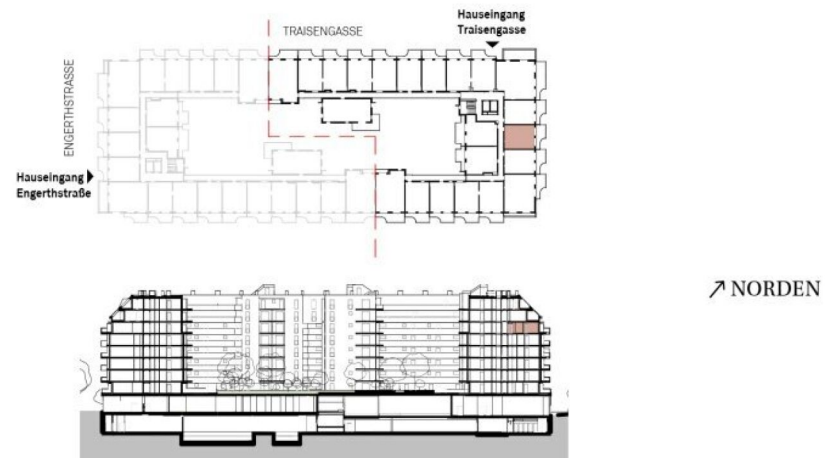 Hauseingang
Traisengasse
TRAISENGASSE
ENGERTHSTRASSE
Hauseingang
Engerthstraße
NORDEN